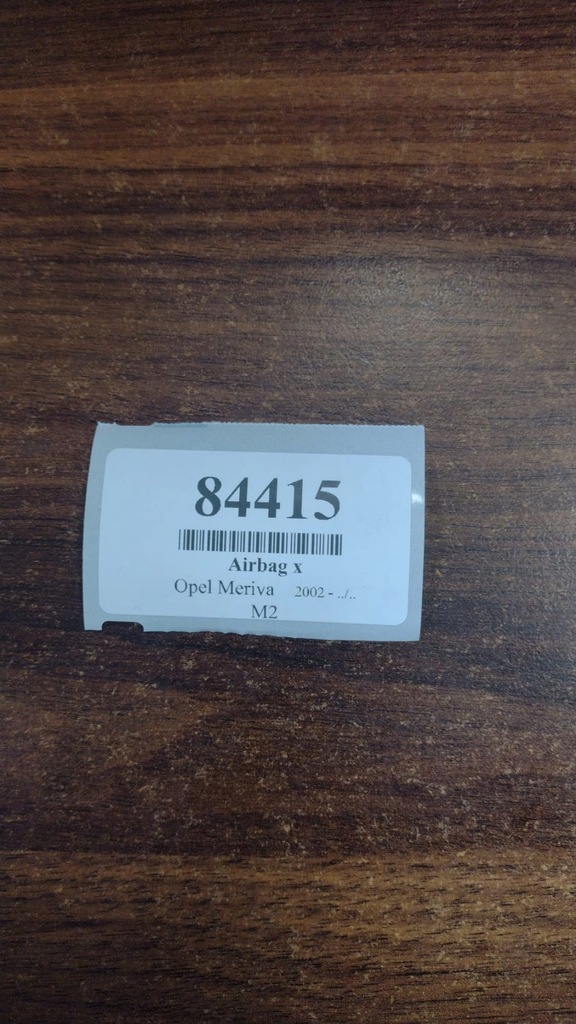 84415
Airbag x
Opel Meriva 2002 - ../..
M2